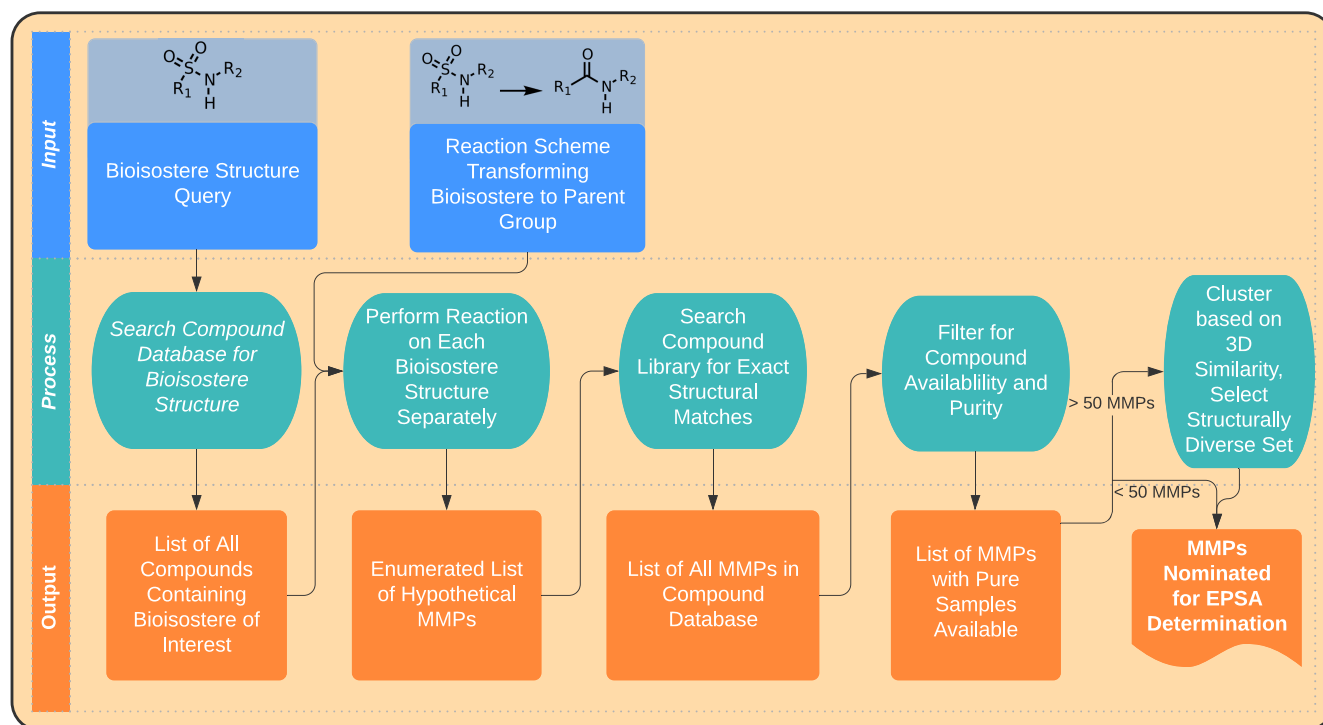 Input
O
O
S
N
R2
R1
H
Bioisostere Structure
Query
O
O
S
N
R2
R1
H
O
R1
N
R2
H
Reaction Scheme
Transforming
Bioisostere to Parent
Group
Process
Search Compound
Database for
Bioisostere
Structure
Perform Reaction
on Each
Bioisostere
Structure
Separately
Search
Compound
Library for Exact
Structural
Matches
Filter for
Compound
Availablility and
Purity
> 50 MMPs
Cluster
based on
3D
Similarity,
Select
Structurally
Diverse Set
< 50 MMPs
Output
List of All
Compounds
Containing
Bioisostere of
Interest
Enumerated List
of Hypothetical
MMPs
List of All MMPs in
Compound
Database
List of MMPs
with Pure
Samples
Available
MMPs
Nominated
for EPSA
Determination